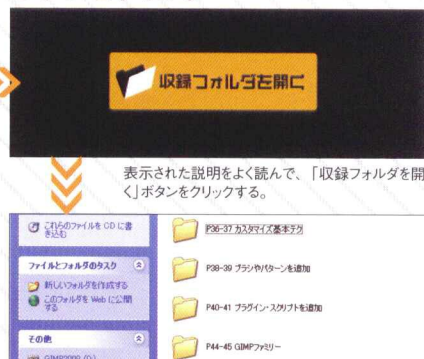 収録フォルダを開く
表示された説明をよく読んで、「収録フォルダを開
く」ボタンをクリックする。
これらのファイルを CD に書
き込む
ファイルとフォルダのタスク
新しいフォルダを作成する
このフォルダを Web に公開
する
その他
GIMP2009 (D:)
P36-37 カスタマイズ基本テク
P38-39 ブラシやパターンを追加
P40-41 プラグイン・スクリプトを追加
P44-45 GIMPファミリー